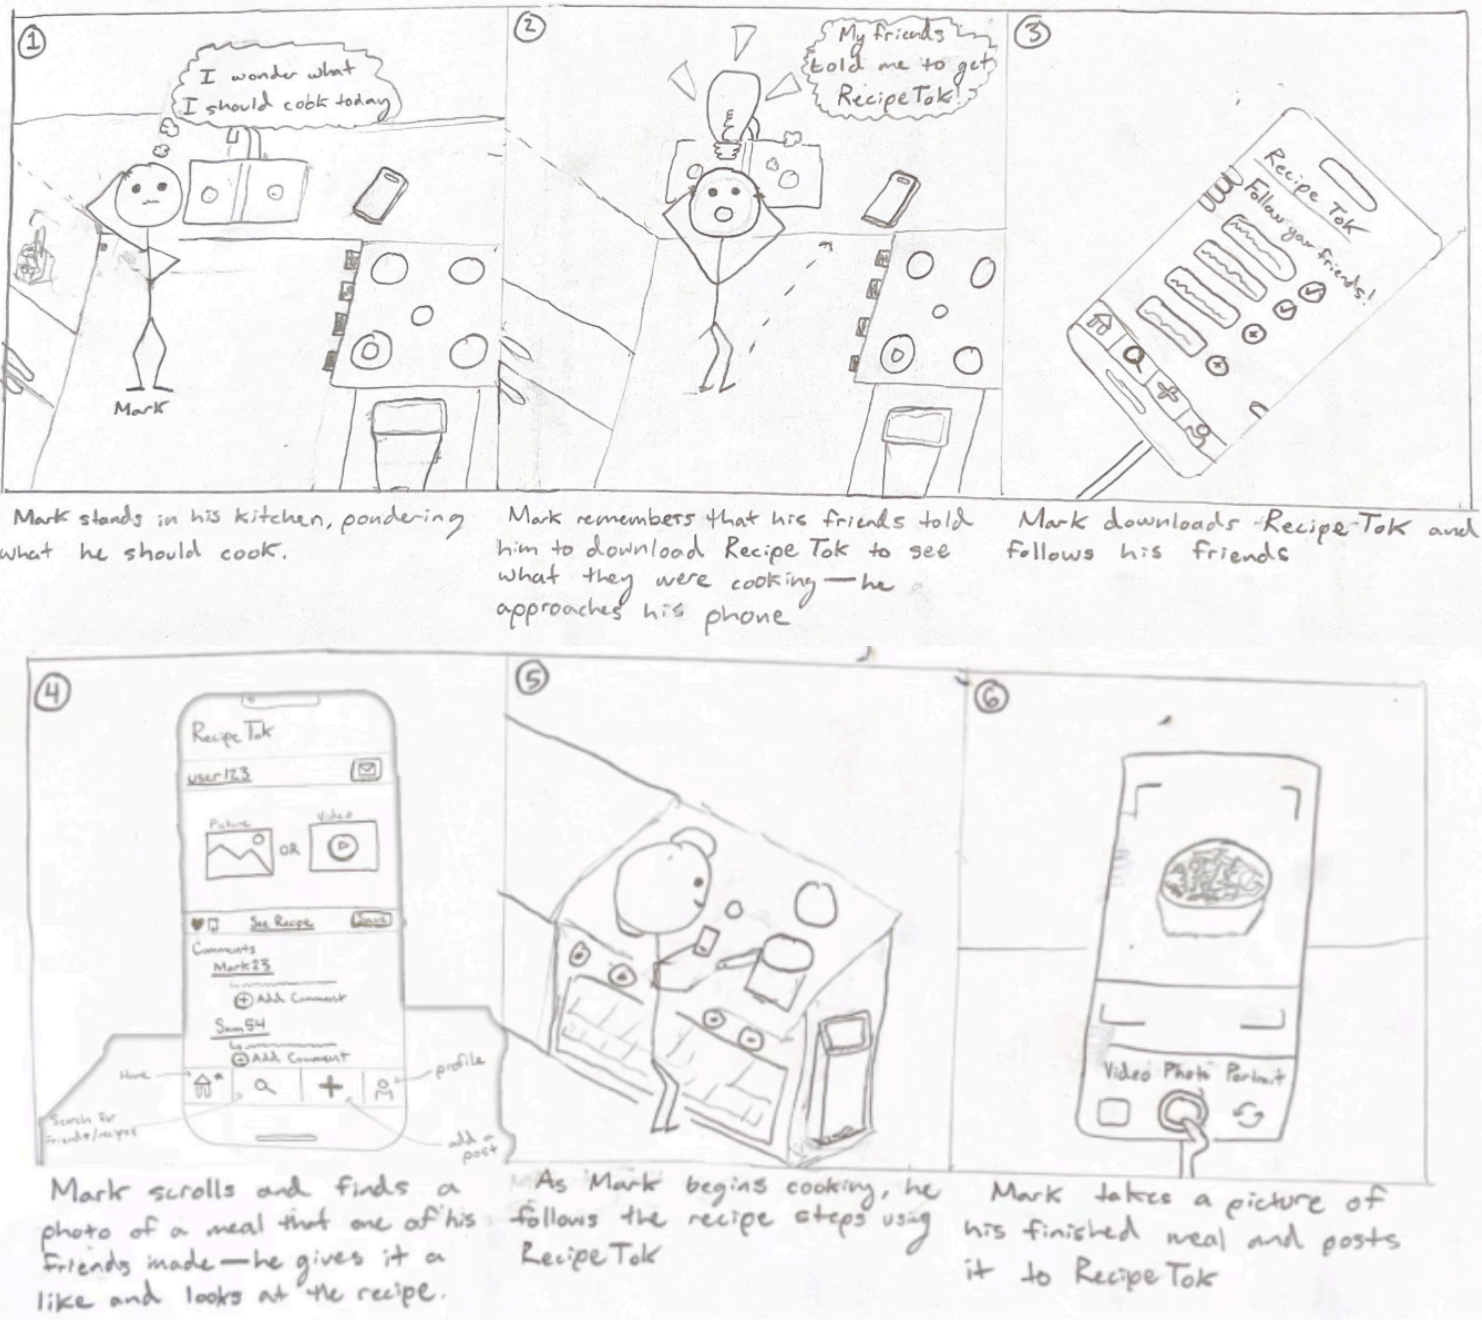 1
I wonder what
I should cook today
Mark
Mark stands in his kitchen, pondering
what he should cook.
2
My friends
told me to get
RecipeTok!
Mark remembers that his friends told
him to download RecipeTok to see
what they were cooking—he
approaches his phone
3
Recipe Tok
Follow your friends!
Mark downloads RecipeTok and
follows his friends
4
RecipeTok
user123
Picture
OR
Video
See Recipe
Save
Comments
Mark23
Add Comment
Sam54
Add Comment
Home
profile
Search for
friends/recipes
add a
post
Mark scrolls and finds a
photo of a meal that one of his
friends made—he gives it a
like and looks at the recipe.
5
As Mark begins cooking, he
follows the recipe steps using
RecipeTok
6
Video Photo Portrait
Mark takes a picture of
his finished meal and posts
it to RecipeTok